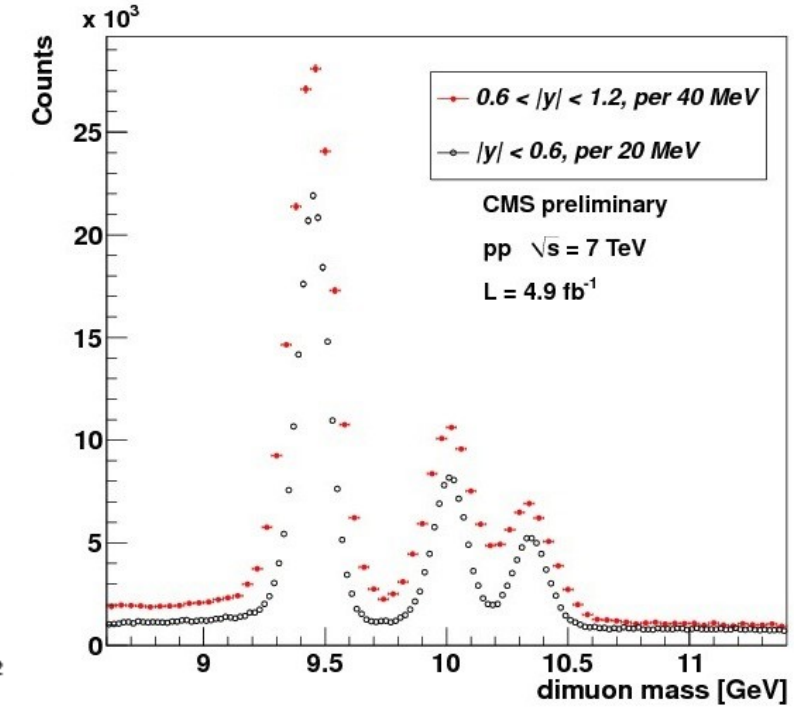 x 10³
Counts
25
20
15
10
5
0
0.6 < |y| < 1.2, per 40 MeV
|y| < 0.6, per 20 MeV
CMS preliminary
pp √s = 7 TeV
L = 4.9 fb⁻¹
9 9.5 10 10.5 11
dimuon mass [GeV]